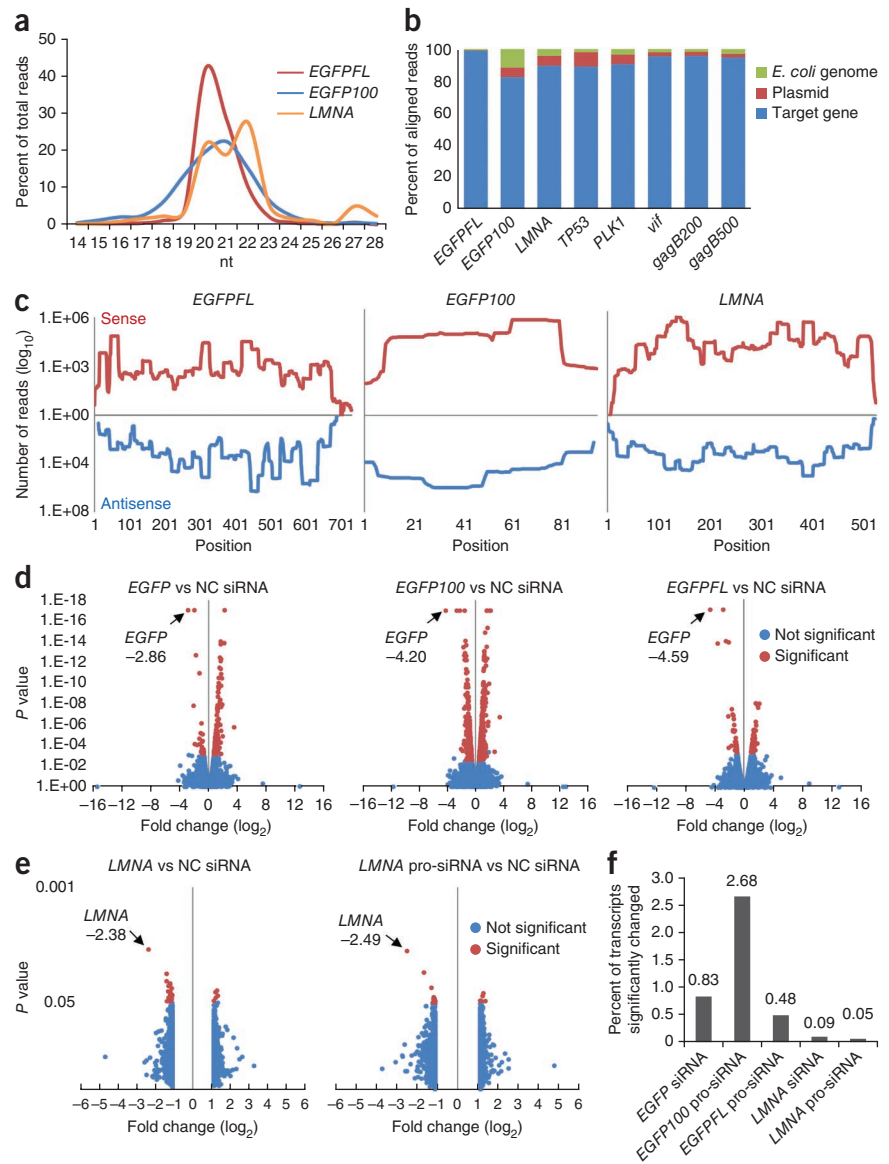 a
50
40
30
20
10
0
Percent of total reads
EGFPFL
EGFP100
LMNA
14 15 16 17 18 19 20 21 22 23 24 25 26 27 28
nt
b
100
80
60
40
20
0
Percent of aligned reads
E. coli genome
Plasmid
Target gene
EGFPFL
EGFP100
LMNA
TP53
PLK1
vif
gagB200
gagB500
c
EGFPFL
EGFP100
LMNA
1.E+06
1.E+03
1.E+00
1.E+04
1.E+08
Number of reads (log10)
Sense
Antisense
1 101 201 301 401 501 601 701
Position
1 21 41 61 81
Position
1 101 201 301 401 501
Position
d
EGFP vs NC siRNA
EGFP100 vs NC siRNA
EGFPFL vs NC siRNA
1.E-18
1.E-16
1.E-14
1.E-12
1.E-10
1.E-08
1.E-06
1.E-04
1.E-02
1.E+00
P value
EGFP
−2.86
EGFP
−4.20
EGFP
−4.59
Not significant
Significant
−16 −12 −8 −4 0 4 8 12 16
Fold change (log2)
−16 −12 −8 −4 0 4 8 12 16
Fold change (log2)
−16 −12 −8 −4 0 4 8 12 16
Fold change (log2)
e
LMNA vs NC siRNA
LMNA pro-siRNA vs NC siRNA
0.001
0.05
P value
LMNA
−2.38
LMNA
−2.49
Not significant
Significant
−6 −5 −4 −3 −2 −1 0 1 2 3 4 5 6
Fold change (log2)
−6 −5 −4 −3 −2 −1 0 1 2 3 4 5 6
Fold change (log2)
f
3.0
2.5
2.0
1.5
1.0
0.5
0
Percent of transcripts
significantly changed
0.83
2.68
0.48
0.09
0.05
EGFP siRNA
EGFP100 pro-siRNA
EGFPFL pro-siRNA
LMNA siRNA
LMNA pro-siRNA